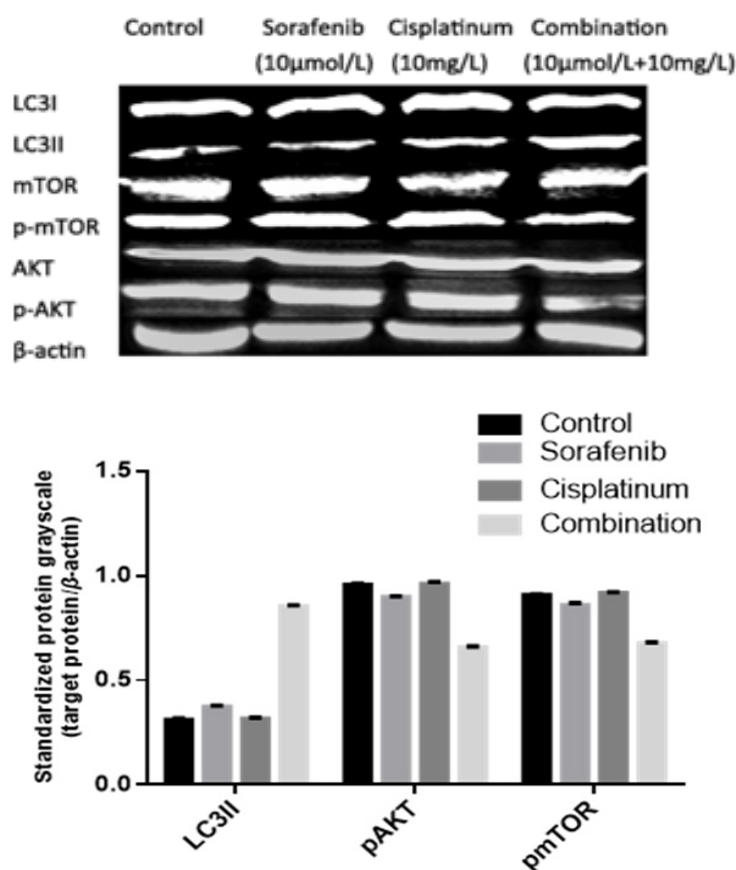 Control Sorafenib Cisplatinum Combination
(10μmol/L) (10mg/L) (10μmol/L+10mg/L)
LC3I
LC3II
mTOR
p-mTOR
AKT
p-AKT
β-actin
Control
Sorafenib
Cisplatinum
Combination
Standardized protein grayscale
(target protein/β-actin)
1.5
1.0
0.5
0.0
LC3II
pAKT
pmTOR